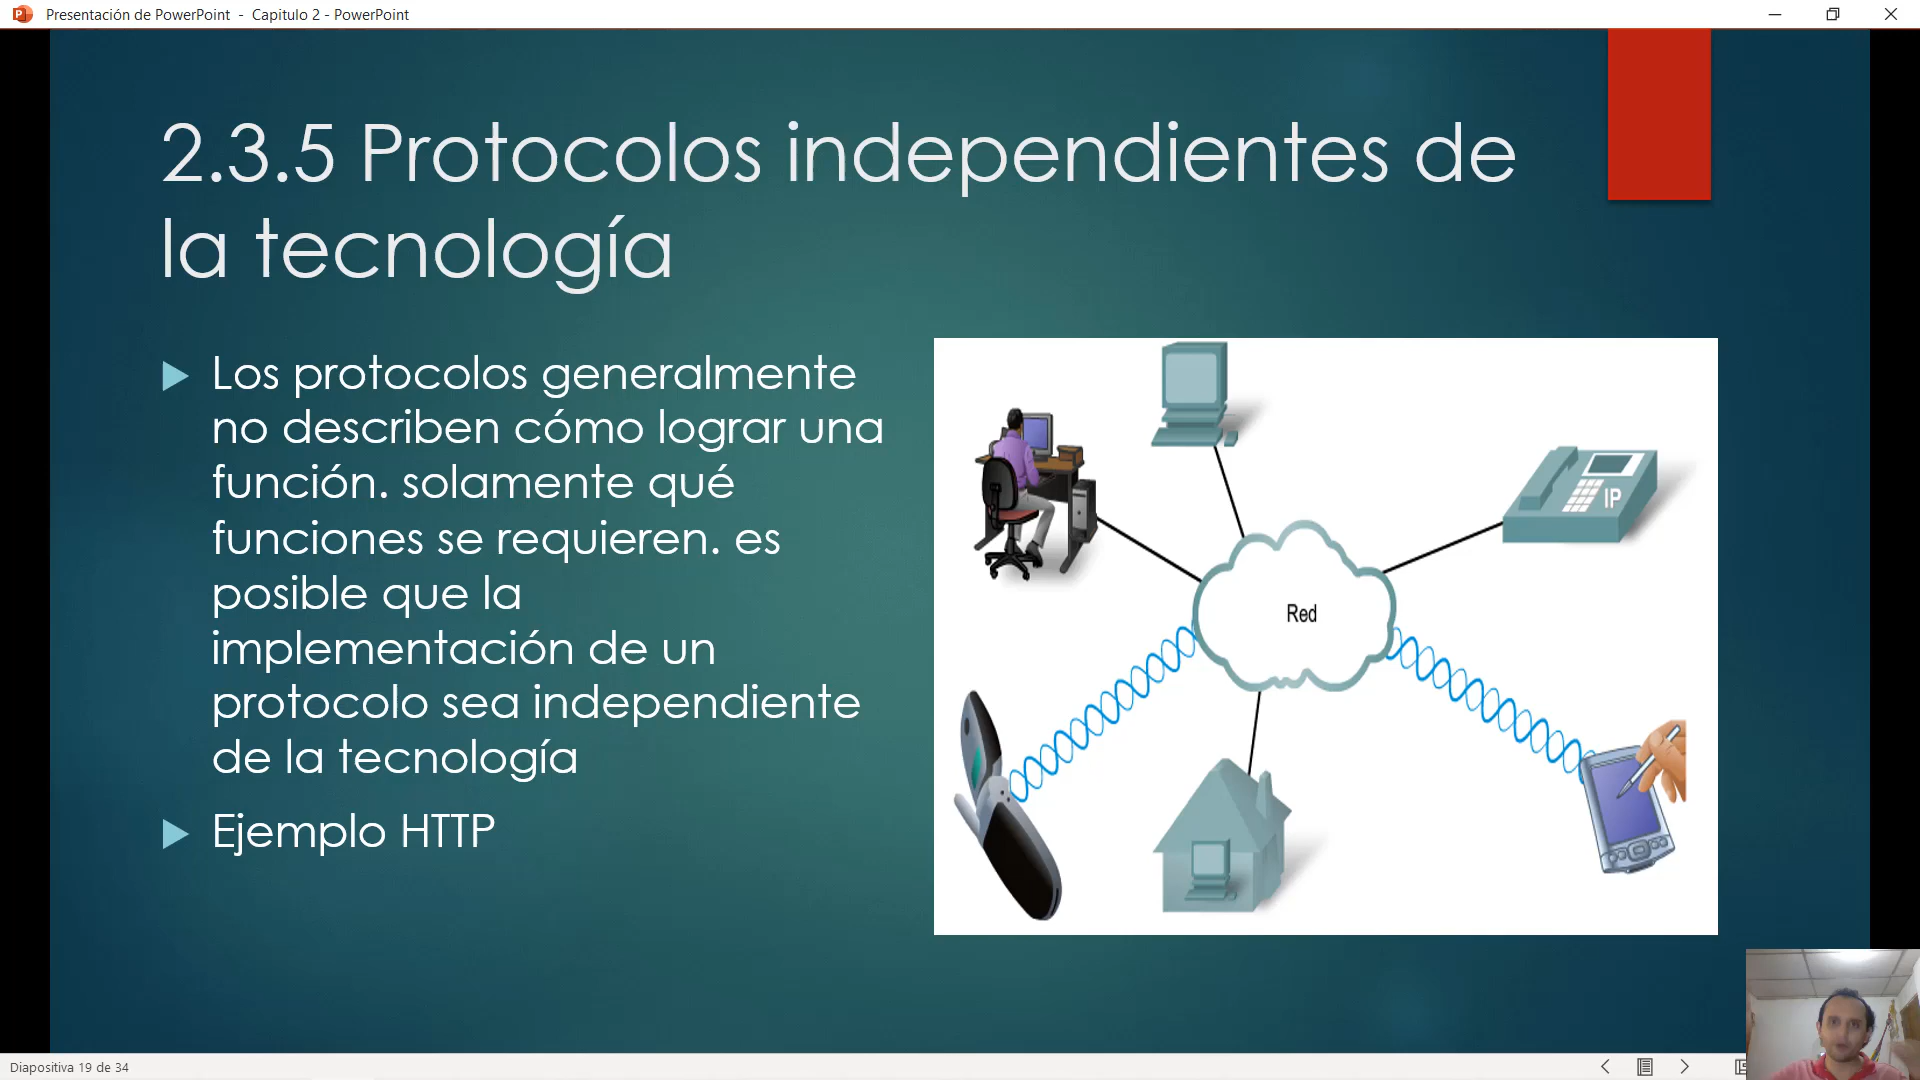 Presentación de PowerPoint - Capitulo 2 - PowerPoint
2.3.5 Protocolos independientes de
la tecnología
Los protocolos generalmente
no describen cómo lograr una
función. solamente qué
funciones se requieren. es
posible que la
implementación de un
protocolo sea independiente
de la tecnología
Ejemplo HTTP
IP
Red
Diapositiva 19 de 34